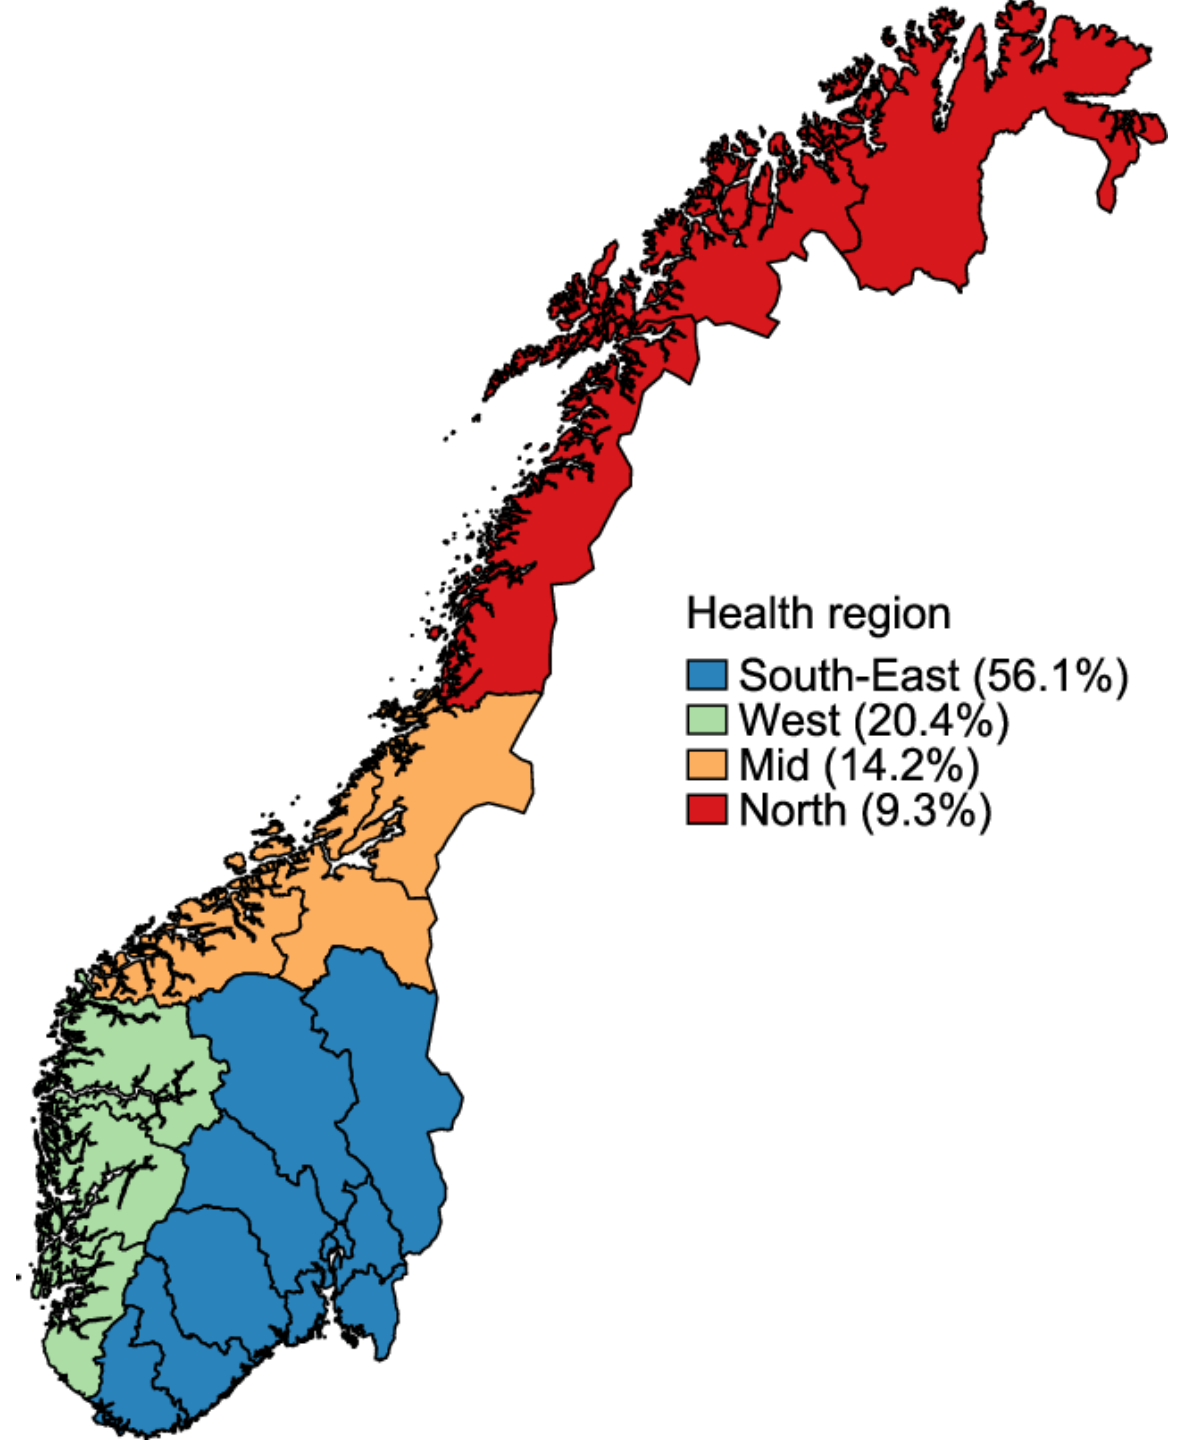 Health region
South-East (56.1%)
West (20.4%)
Mid (14.2%)
North (9.3%)